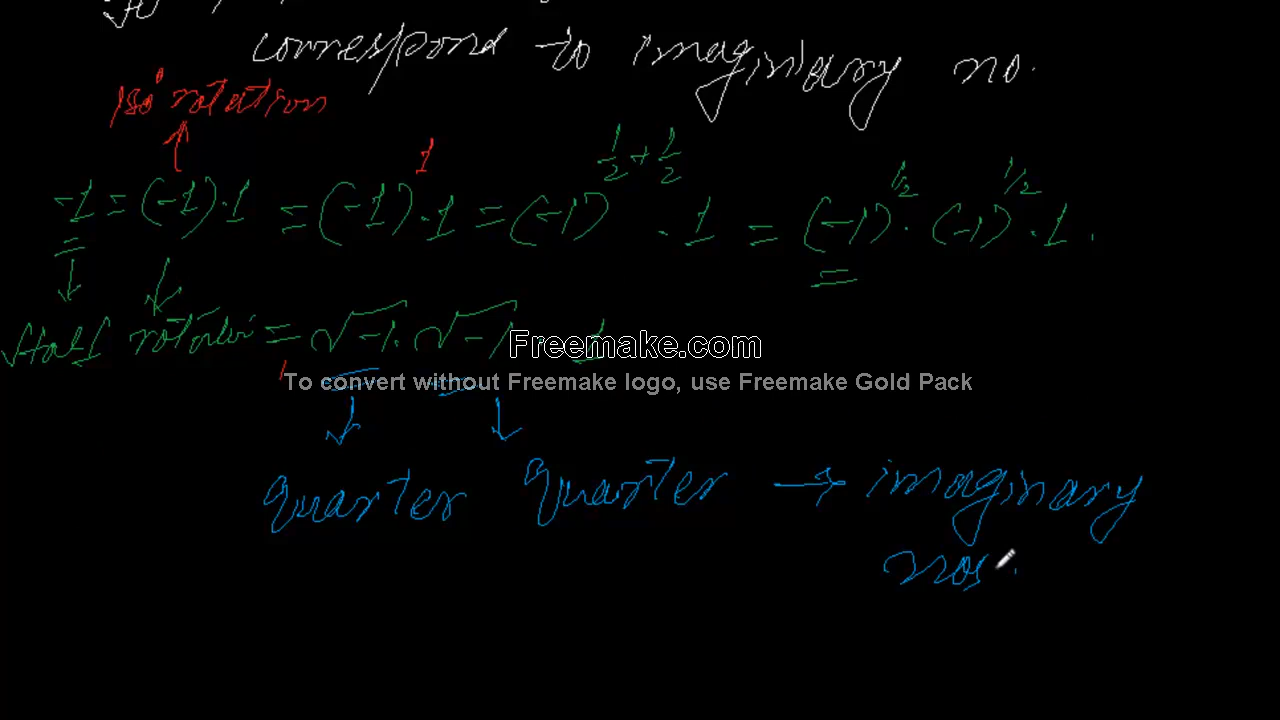 correspond to imaginary no.
180° rotation
-1 = (-1)·1 = (-1)^1·1 = (-1)^{1/2 + 1/2}·1 = (-1)^{1/2}·(-1)^{1/2}·1.
Half = √-1·√-1·1
Freemake.com
To convert without Freemake logo, use Freemake Gold Pack
quarter quarter → imaginary
nos.